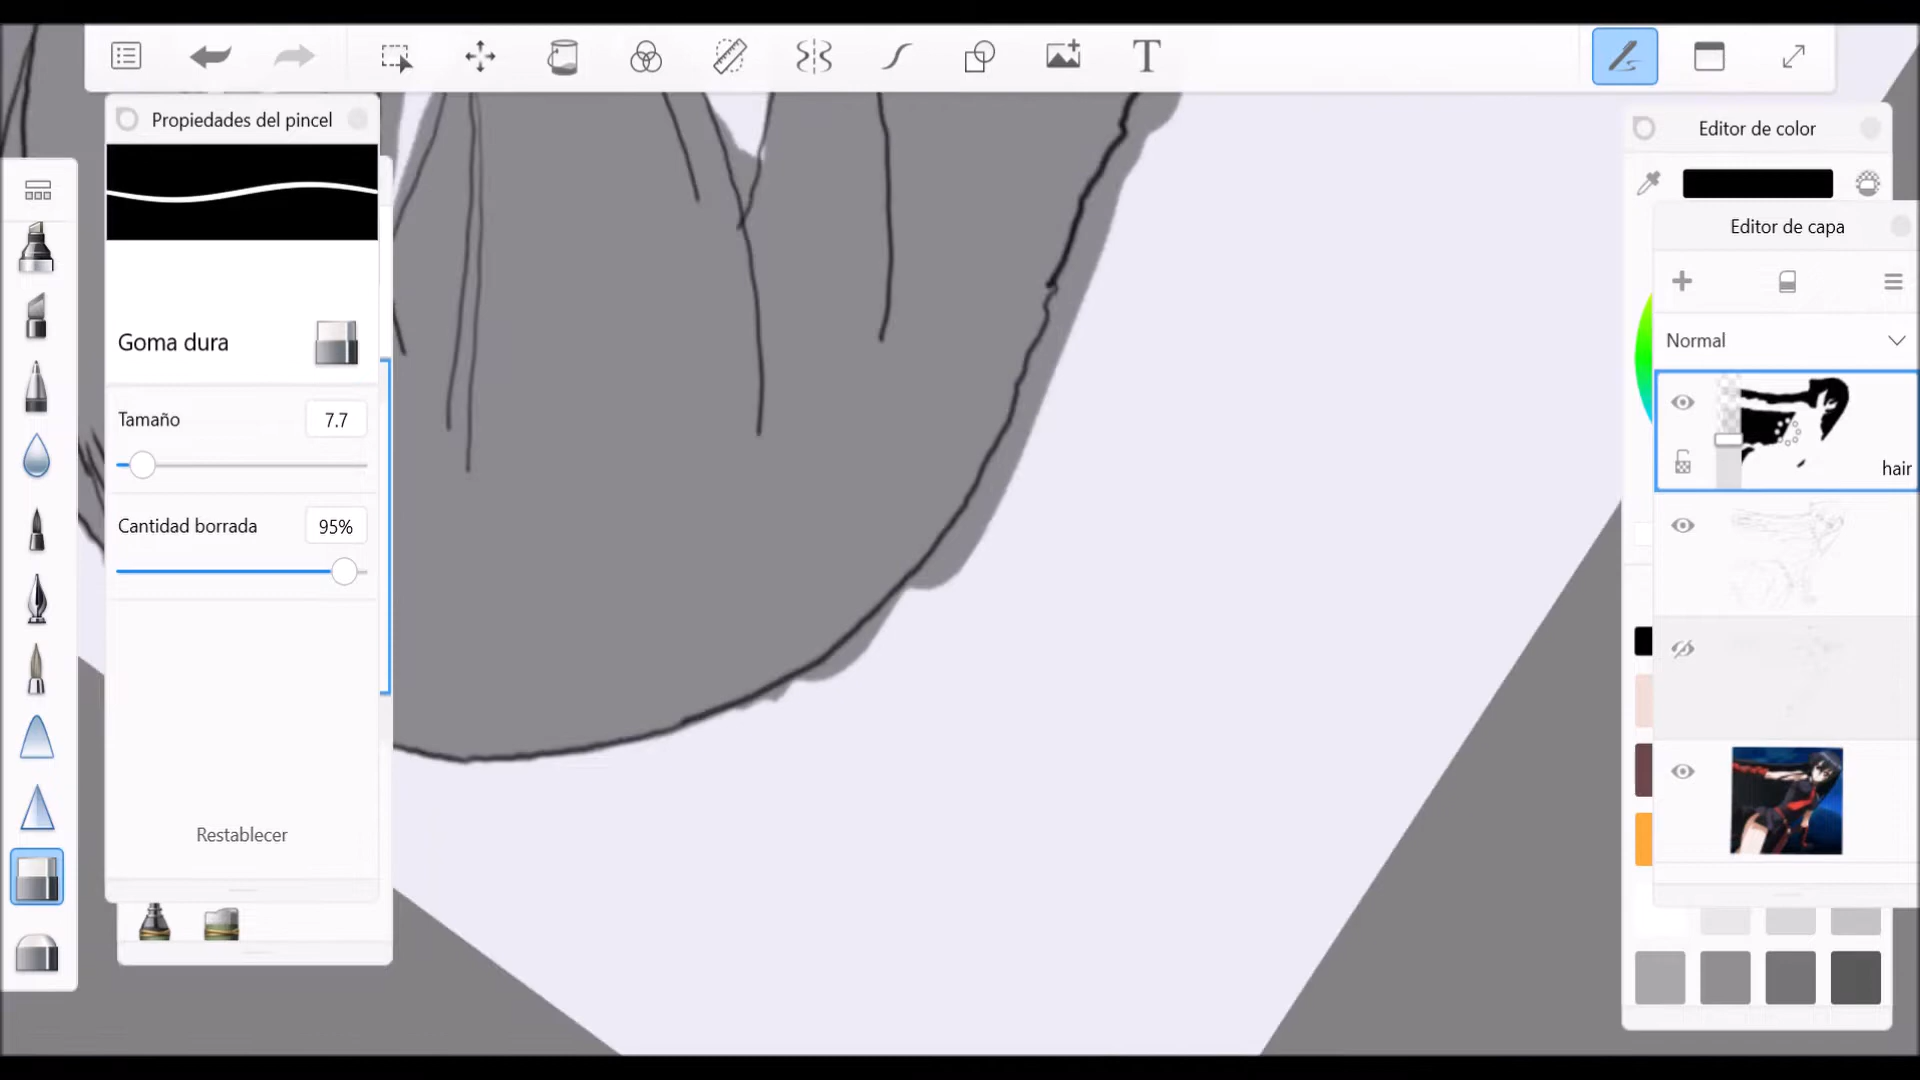 T
Propiedades del pincel
Goma dura
Tamaño
7.7
Cantidad borrada
95%
Restablecer
Editor de color
Editor de capa
Normal
hair